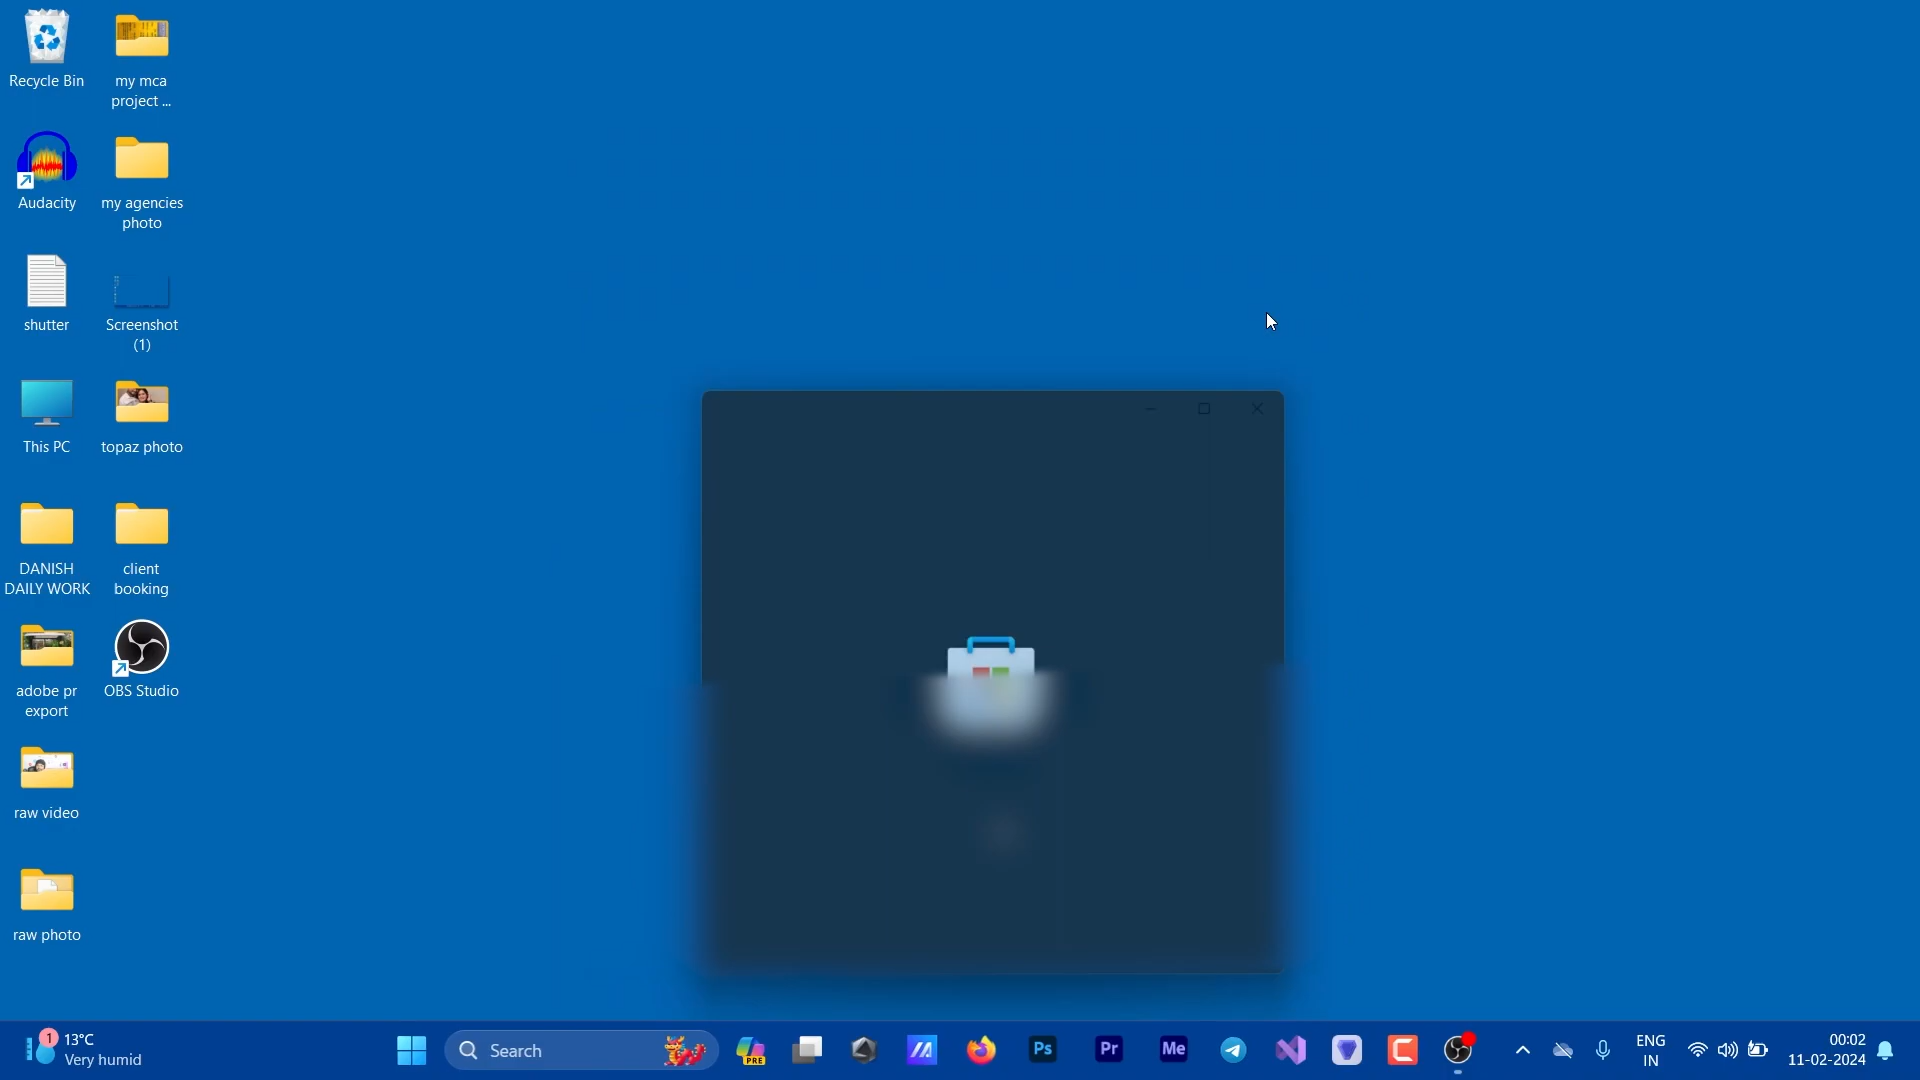 Recycle Bin
my mca
project ...
Audacity
my agencies
photo
shutter
Screenshot
(1)
This PC
topaz photo
DANISH
DAILY WORK
client
booking
adobe pr
export
OBS Studio
raw video
raw photo
1
13°C
Very humid
Search
PRE
Ps
Pr
Me
ENG
IN
00:02
11-02-2024